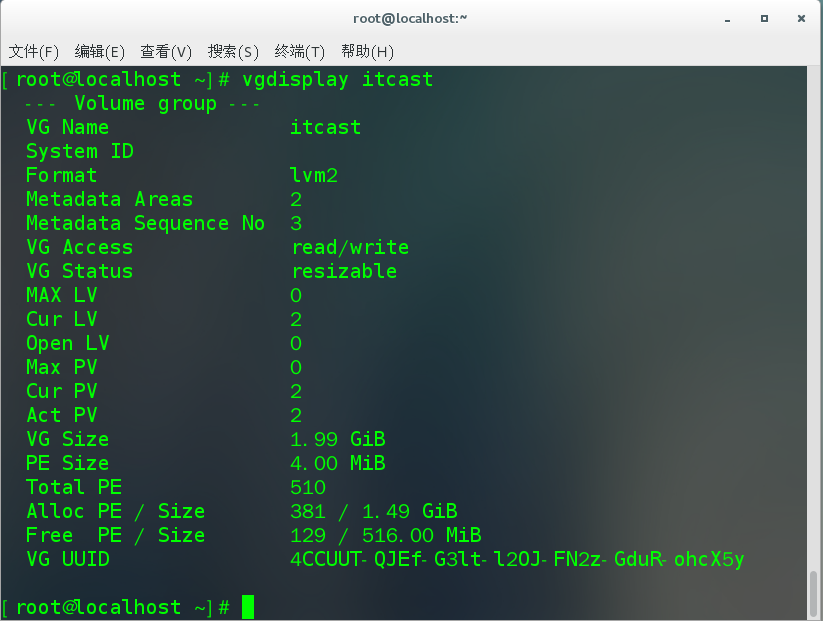 root@localhost:~
文件(F) 编辑(E) 查看(V) 搜索(S) 终端(T) 帮助(H)
[root@localhost ~]# vgdisplay itcast
--- Volume group ---
VG Name itcast
System ID
Format lvm2
Metadata Areas 2
Metadata Sequence No 3
VG Access read/write
VG Status resizable
MAX LV 0
Cur LV 2
Open LV 0
Max PV 0
Cur PV 2
Act PV 2
VG Size 1.99 GiB
PE Size 4.00 MiB
Total PE 510
Alloc PE / Size 381 / 1.49 GiB
Free  PE / Size 129 / 516.00 MiB
VG UUID 4CCUUT-QJEf-G3lt-l2OJ-FN2z-GduR-ohcX5y
[root@localhost ~]#